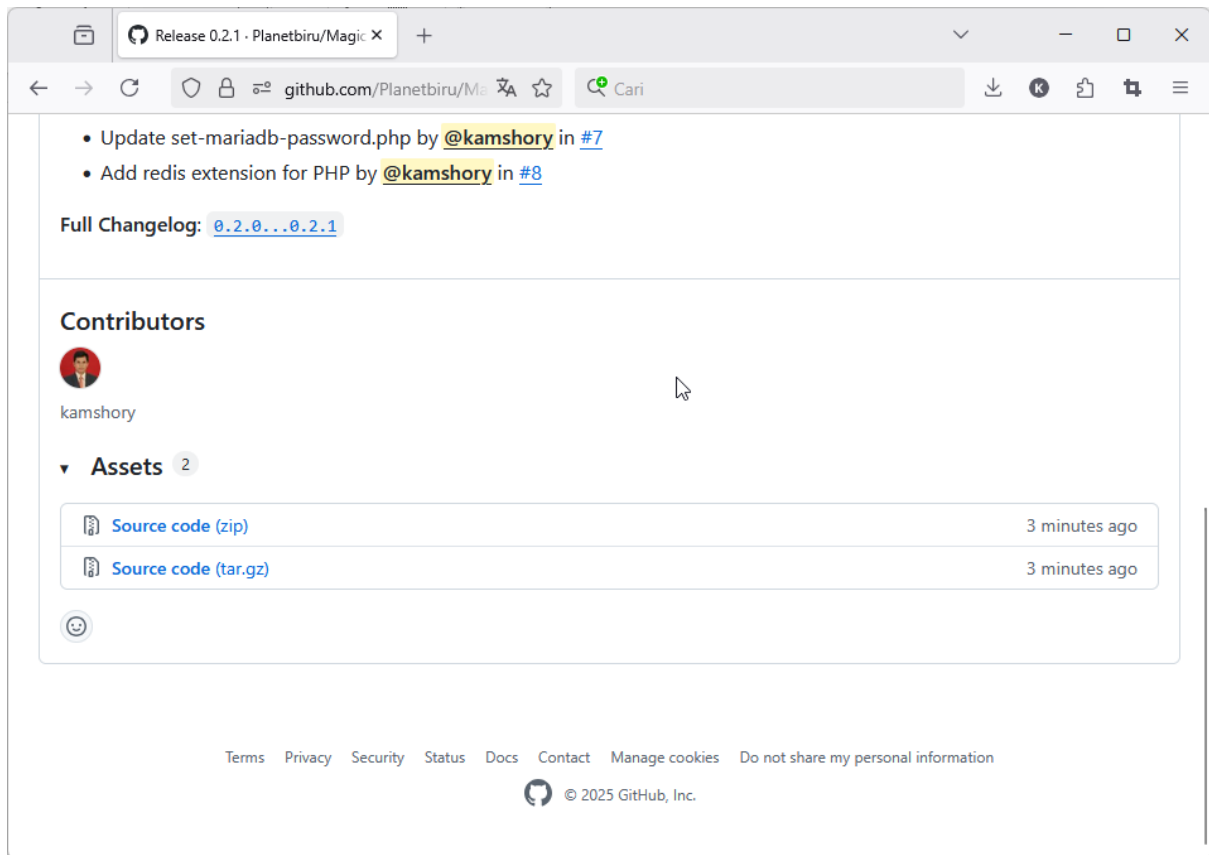 Release 0.2.1 · Planetbiru/Magic
github.com/Planetbiru/Ma
Cari
K
• Update set-mariadb-password.php by @kamshory in #7
• Add redis extension for PHP by @kamshory in #8
Full Changelog: 0.2.0...0.2.1
Contributors
kamshory
Assets 2
Source code (zip) 3 minutes ago
Source code (tar.gz) 3 minutes ago
Terms Privacy Security Status Docs Contact Manage cookies Do not share my personal information
© 2025 GitHub, Inc.